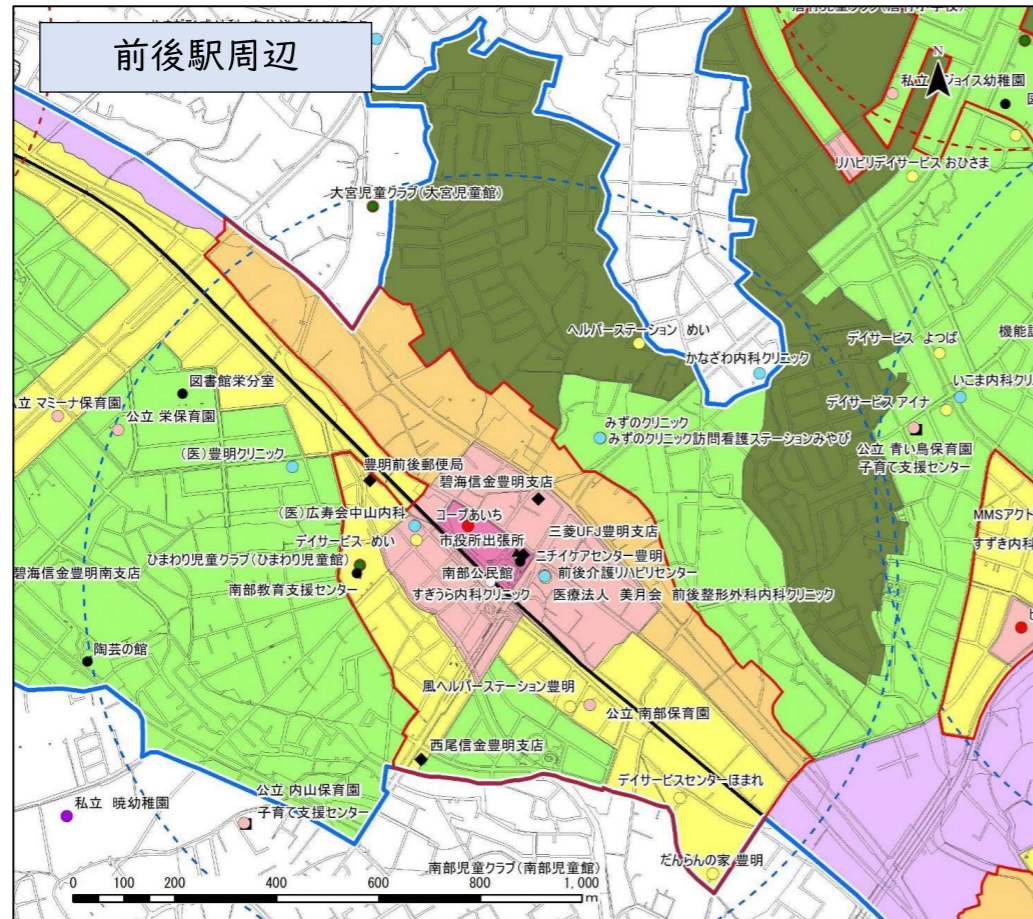 前後駅周辺
N
私立 ジョイス幼稚園
リハビリデイサービス おひさま
大宮児童クラブ(大宮児童館)
ヘルパーステーション めい
かなざわ内科クリニック
デイサービス よつば
図書館栄分室
マミーナ保育園
公立 栄保育園
デイサービス アイナ
みずのクリニック
みずのクリニック訪問看護ステーションみやび
公立 青い鳥保育園
子育て支援センター
(医)豊明クリニック
豊明前後郵便局
碧海信金豊明支店
(医)広寿会中山内科
コープあいち
三菱UFJ豊明支店
デイサービス めい
市役所出張所
ニチイケアセンター豊明
ひまわり児童クラブ(ひまわり児童館)
碧海信金豊明南支店
南部公民館
前後介護リハビリセンター
南部教育支援センター
すぎうら内科クリニック
医療法人 美月会 前後整形外科内科クリニック
陶芸の館
風ヘルパーステーション豊明
公立 南部保育園
西尾信金豊明支店
デイサービスセンターほまれ
公立 内山保育園
子育て支援センター
私立 暁幼稚園
南部児童クラブ(南部児童館)
だんらんの家 豊明
0 100 200 400 600 800 1,000
m